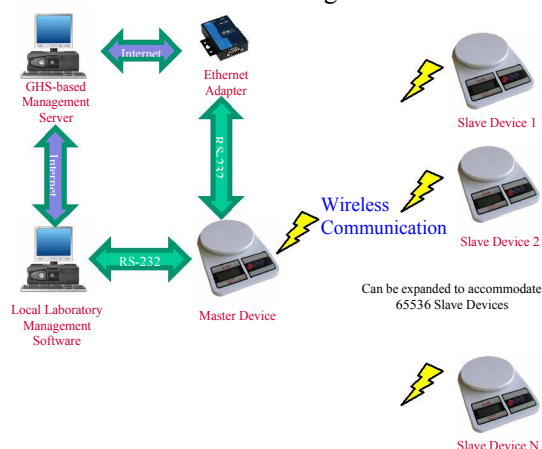 Internet
GHS-based
Management
Server
Ethernet
Adapter
Internet
RS-232
RS-232
Local Laboratory
Management
Software
Master Device
Wireless
Communication
Slave Device 1
Slave Device 2
Can be expanded to accommodate
65536 Slave Devices
Slave Device N